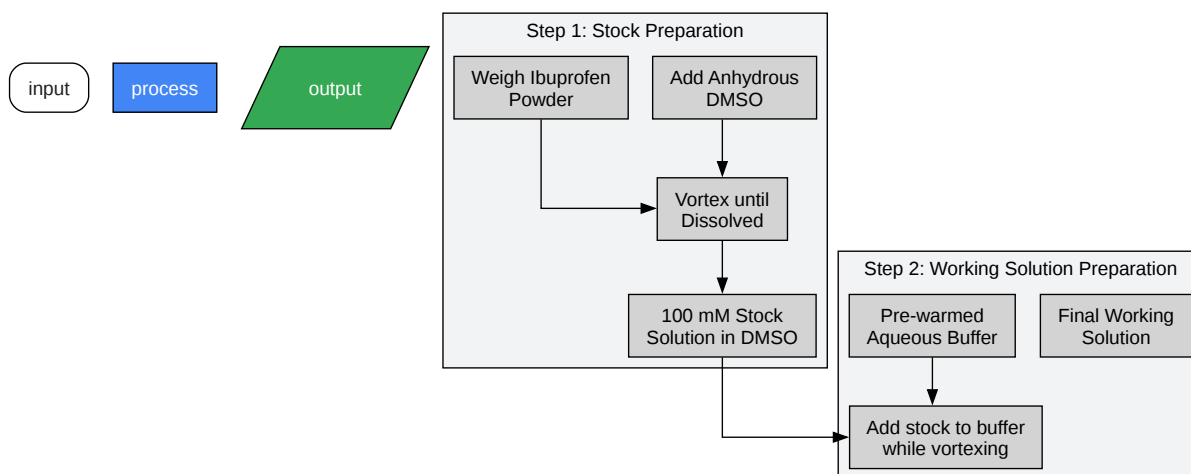 input
process
output
Step 1: Stock Preparation
Weigh Ibuprofen
Powder
Add Anhydrous
DMSO
Vortex until
Dissolved
100 mM Stock
Solution in DMSO
Step 2: Working Solution Preparation
Pre-warmed
Aqueous Buffer
Final Working
Solution
Add stock to buffer
while vortexing